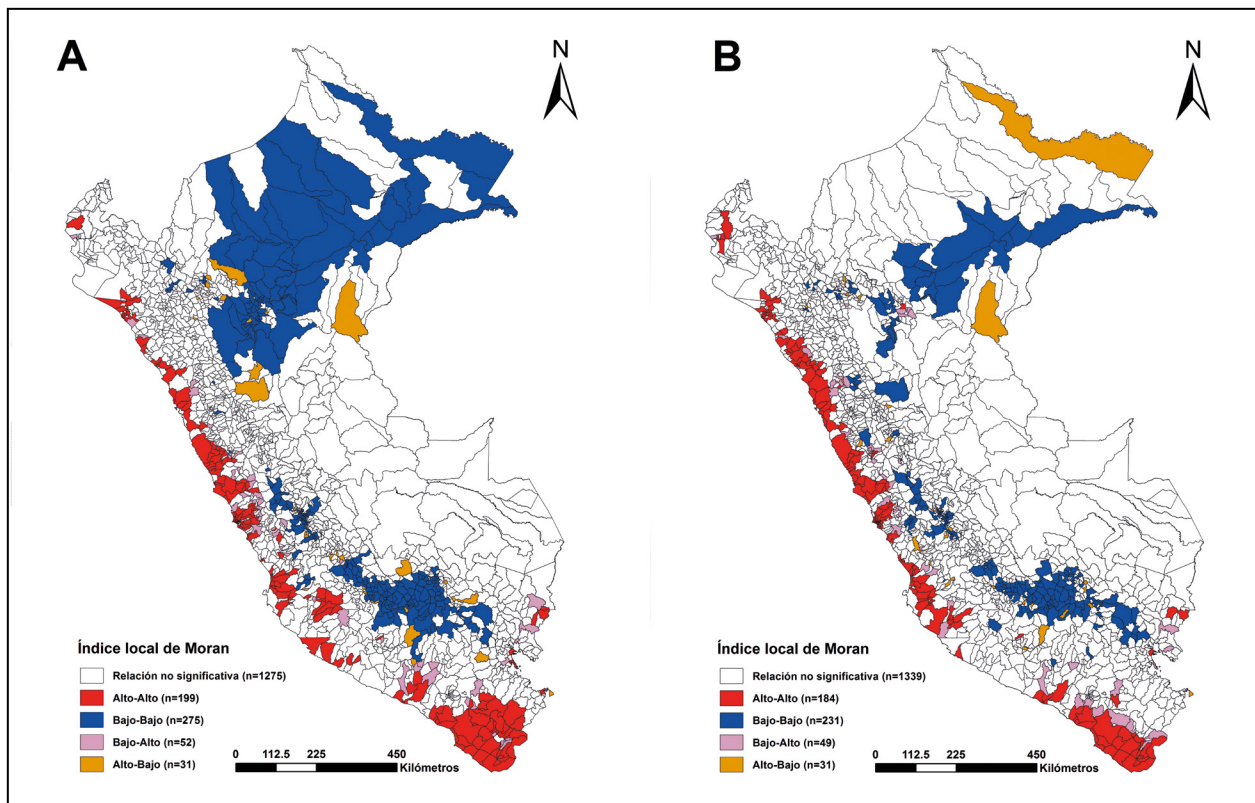 A
N
Índice local de Moran
Relación no significativa (n=1275)
Alto-Alto (n=199)
Bajo-Bajo (n=275)
Bajo-Alto (n=52)
Alto-Bajo (n=31)
0 112.5 225 450
Kilómetros
B
N
Índice local de Moran
Relación no significativa (n=1339)
Alto-Alto (n=184)
Bajo-Bajo (n=231)
Bajo-Alto (n=49)
Alto-Bajo (n=31)
0 112.5 225 450
Kilómetros